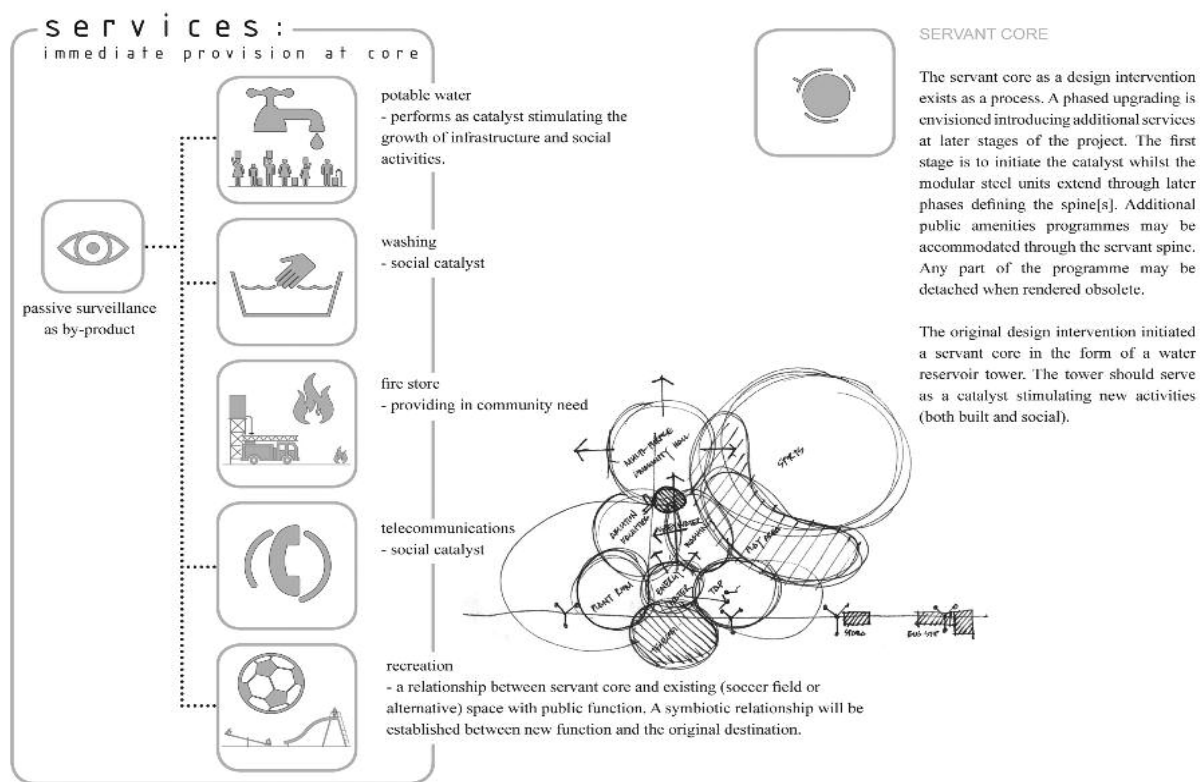 services:
immediate provision at core
potable water
- performs as catalyst stimulating the
growth of infrastructure and social
activities.
washing
- social catalyst
passive surveillance
as by-product
fire store
- providing in community need
telecommunications
- social catalyst
recreation
- a relationship between servant core and existing (soccer field or
alternative) space with public function. A symbiotic relationship will be
established between new function and the original destination.
SERVANT CORE
The servant core as a design intervention
exists as a process. A phased upgrading is
envisioned introducing additional services
at later stages of the project. The first
stage is to initiate the catalyst whilst the
modular steel units extend through later
phases defining the spine[s]. Additional
public amenities programmes may be
accommodated through the servant spine.
Any part of the programme may be
detached when rendered obsolete.
The original design intervention initiated
a servant core in the form of a water
reservoir tower. The tower should serve
as a catalyst stimulating new activities
(both built and social).
MULTI-PURPOSE
COMMUNITY HALL
SPORTS
PLAY AREA
PLANT ROOM
ENERGY
WATER
TAP
STORE
BUS STOP